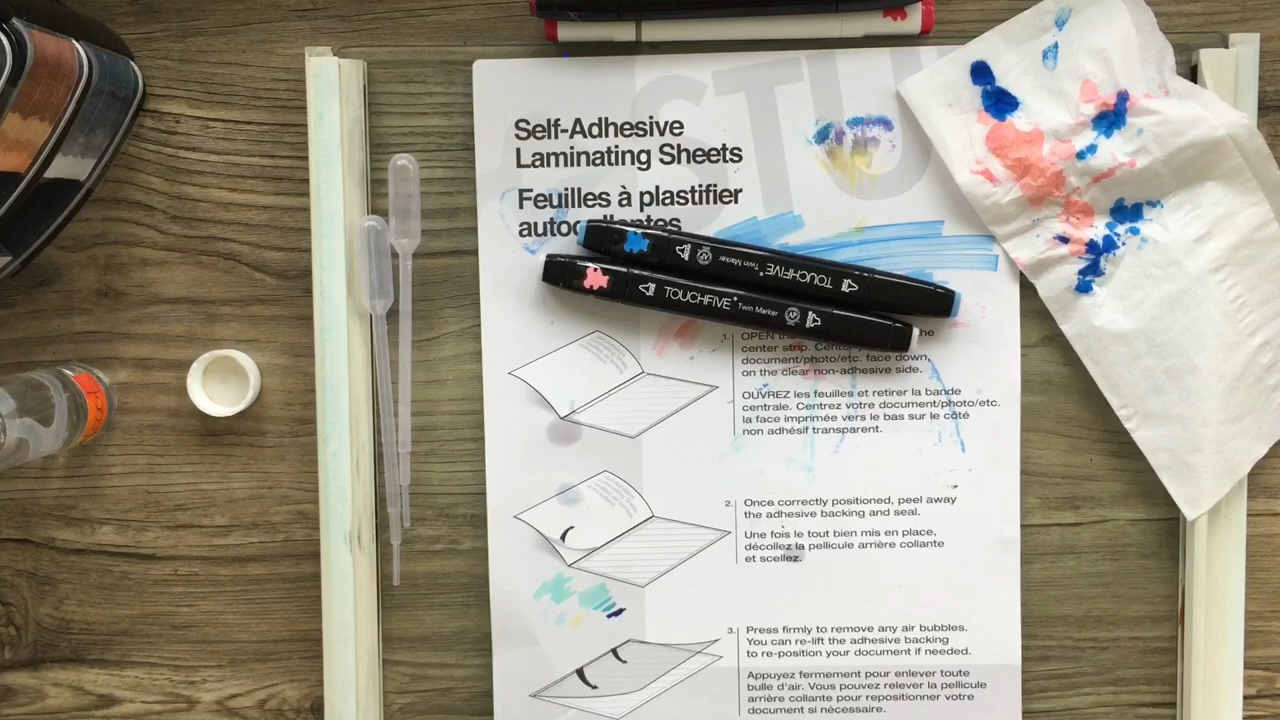 STU
Self-Adhesive
Laminating Sheets
Feuilles à plastifier
TOUCHFIVE Twin Marker AP
TOUCHFIVE Twin Marker AP
1. OPEN the
center strip.
document/photo/etc. face down,
on the clear non-adhesive side.
OUVREZ les feuilles et retirer la bande
centrale. Centrez votre document/photo/etc.
la face imprimée vers le bas sur le côté
non adhésif transparent.
2. Once correctly positioned, peel away
the adhesive backing and seal.
Une fois le tout bien mis en place,
décollez la pellicule arrière collante
et scellez.
3. Press firmly to remove any air bubbles.
You can re-lift the adhesive backing
to re-position your document if needed.
Appuyez fermement pour enlever toute
bulle d'air. Vous pouvez relever la pellicule
arrière collante pour repositionner votre
document si nécessaire.